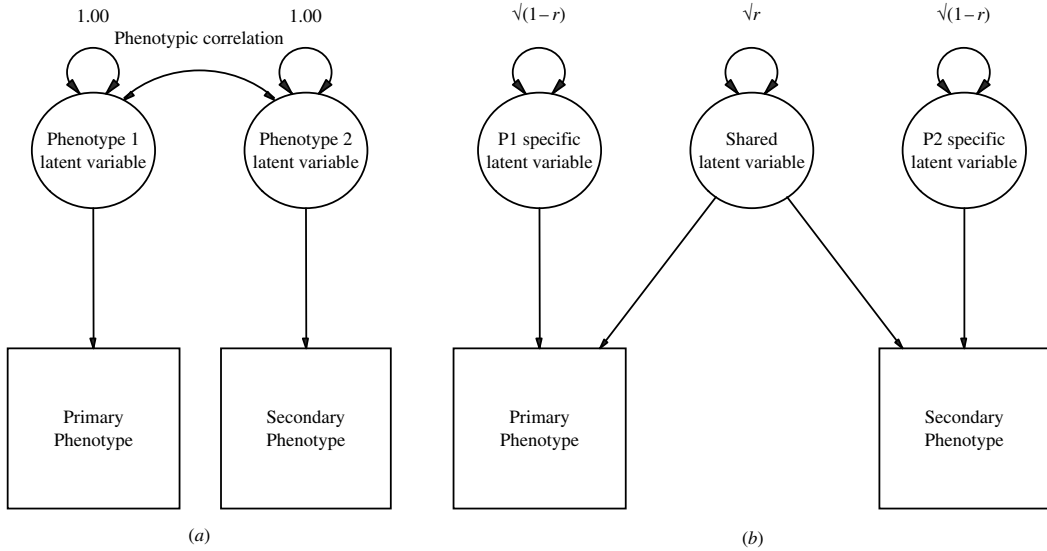 1.00
1.00
Phenotypic correlation
Phenotype 1
latent variable
Phenotype 2
latent variable
Primary
Phenotype
Secondary
Phenotype
(a)
√(1–r)
√r
√(1–r)
P1 specific
latent variable
Shared
latent variable
P2 specific
latent variable
Primary
Phenotype
Secondary
Phenotype
(b)